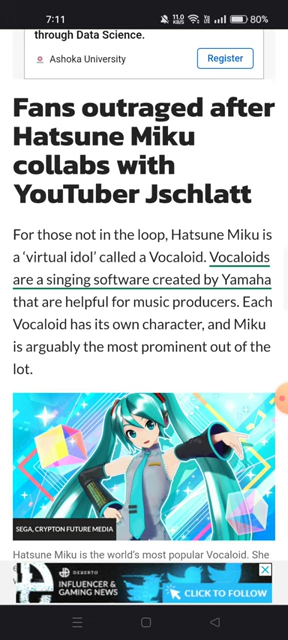 7:11
11.0
KB/S
80%
through Data Science.
Ashoka University
Register
Fans outraged after
Hatsune Miku
collabs with
YouTuber Jschlatt
For those not in the loop, Hatsune Miku is
a ‘virtual idol’ called a Vocaloid. Vocaloids
are a singing software created by Yamaha
that are helpful for music producers. Each
Vocaloid has its own character, and Miku
is arguably the most prominent out of the
lot.
SEGA, CRYPTON FUTURE MEDIA
Hatsune Miku is the world's most popular Vocaloid. She
DEXERTO
INFLUENCER &
GAMING NEWS
CLICK TO FOLLOW